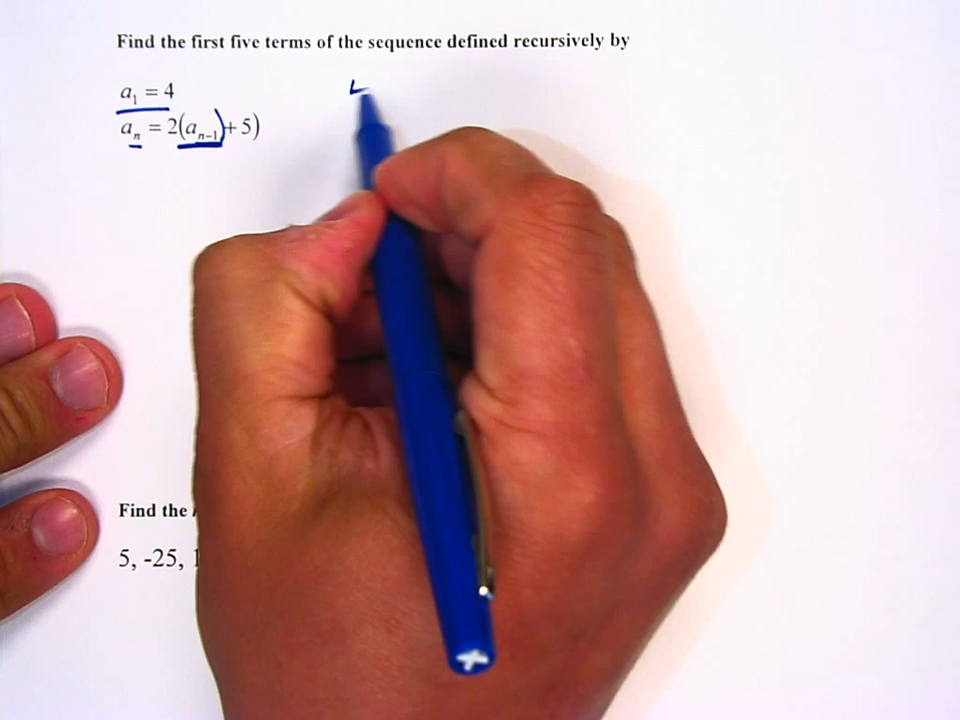 Find the first five terms of the sequence defined recursively by
a₁ = 4
aₙ = 2(aₙ₋₁) + 5)
Find the
5, -25, 1